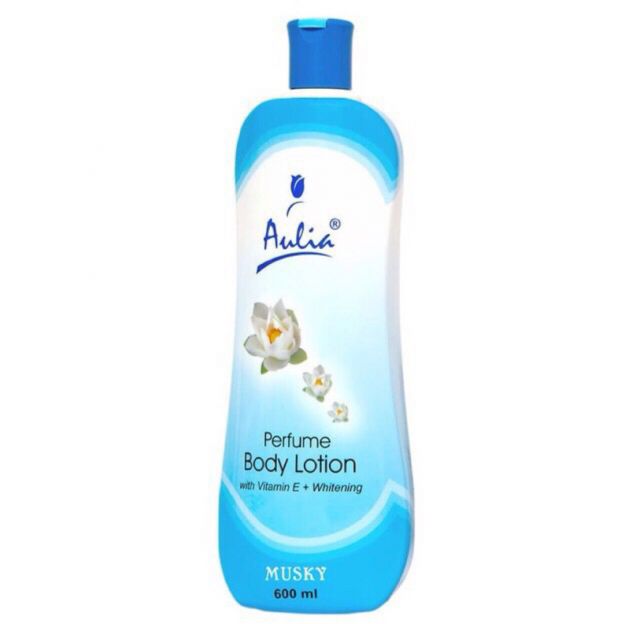 Aulia®
Perfume
Body Lotion
with Vitamin E + Whitening
MUSKY
600 ml